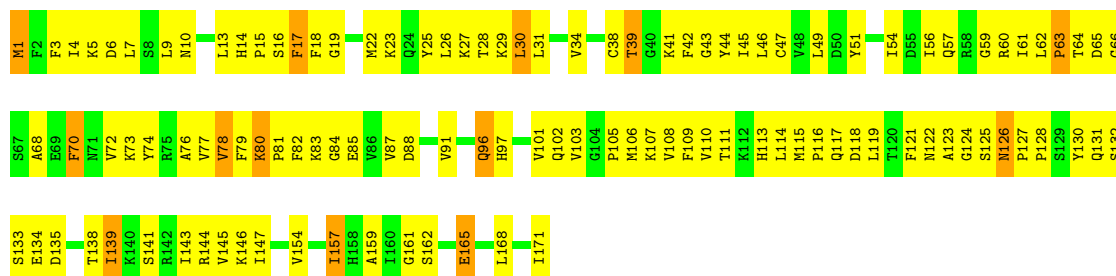 M1 F2 F3 I4 K5 D6 L7 S8 L9 N10 L13 H14 P15 S16 F17 F18 G19 M22 K23 Q24 Y25 L26 K27 T28 K29 L30 L31 V34 C38 T39 G40 K41 F42 G43 Y44 I45 L46 C47 V48 L49 D50 Y51 I54 D55 I56 Q57 R58 G59 R60 I61 L62 P63 T64 D65 G66
S67 A68 E69 F70 N71 V72 K73 Y74 R75 A76 V77 V78 F79 K80 P81 F82 K83 G84 E85 V86 V87 D88 V91 Q96 H97 V101 Q102 V103 G104 P105 M106 K107 V108 F109 V110 T111 K112 H113 L114 M115 P116 Q117 D118 L119 T120 F121 N122 A123 G124 S125 N126 P127 P128 S129 Y130 Q131 S132
S133 E134 D135 T138 I139 K140 S141 R142 I143 R144 V145 K146 I147 V154 I157 H158 A159 I160 G161 S162 E165 L168 I171